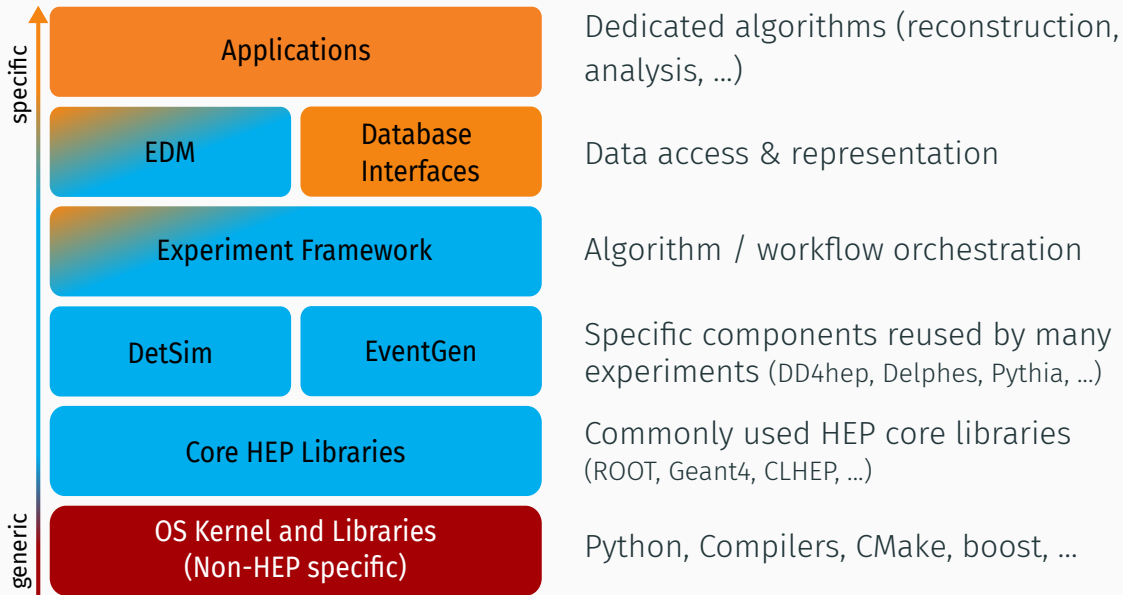 specific
Applications
Dedicated algorithms (reconstruction,
analysis, ...)
EDM
Database
Interfaces
Data access & representation
Experiment Framework
Algorithm / workflow orchestration
DetSim
EventGen
Specific components reused by many
experiments (DD4hep, Delphes, Pythia, ...)
Core HEP Libraries
Commonly used HEP core libraries
(ROOT, Geant4, CLHEP, ...)
generic
OS Kernel and Libraries
(Non-HEP specific)
Python, Compilers, CMake, boost, ...